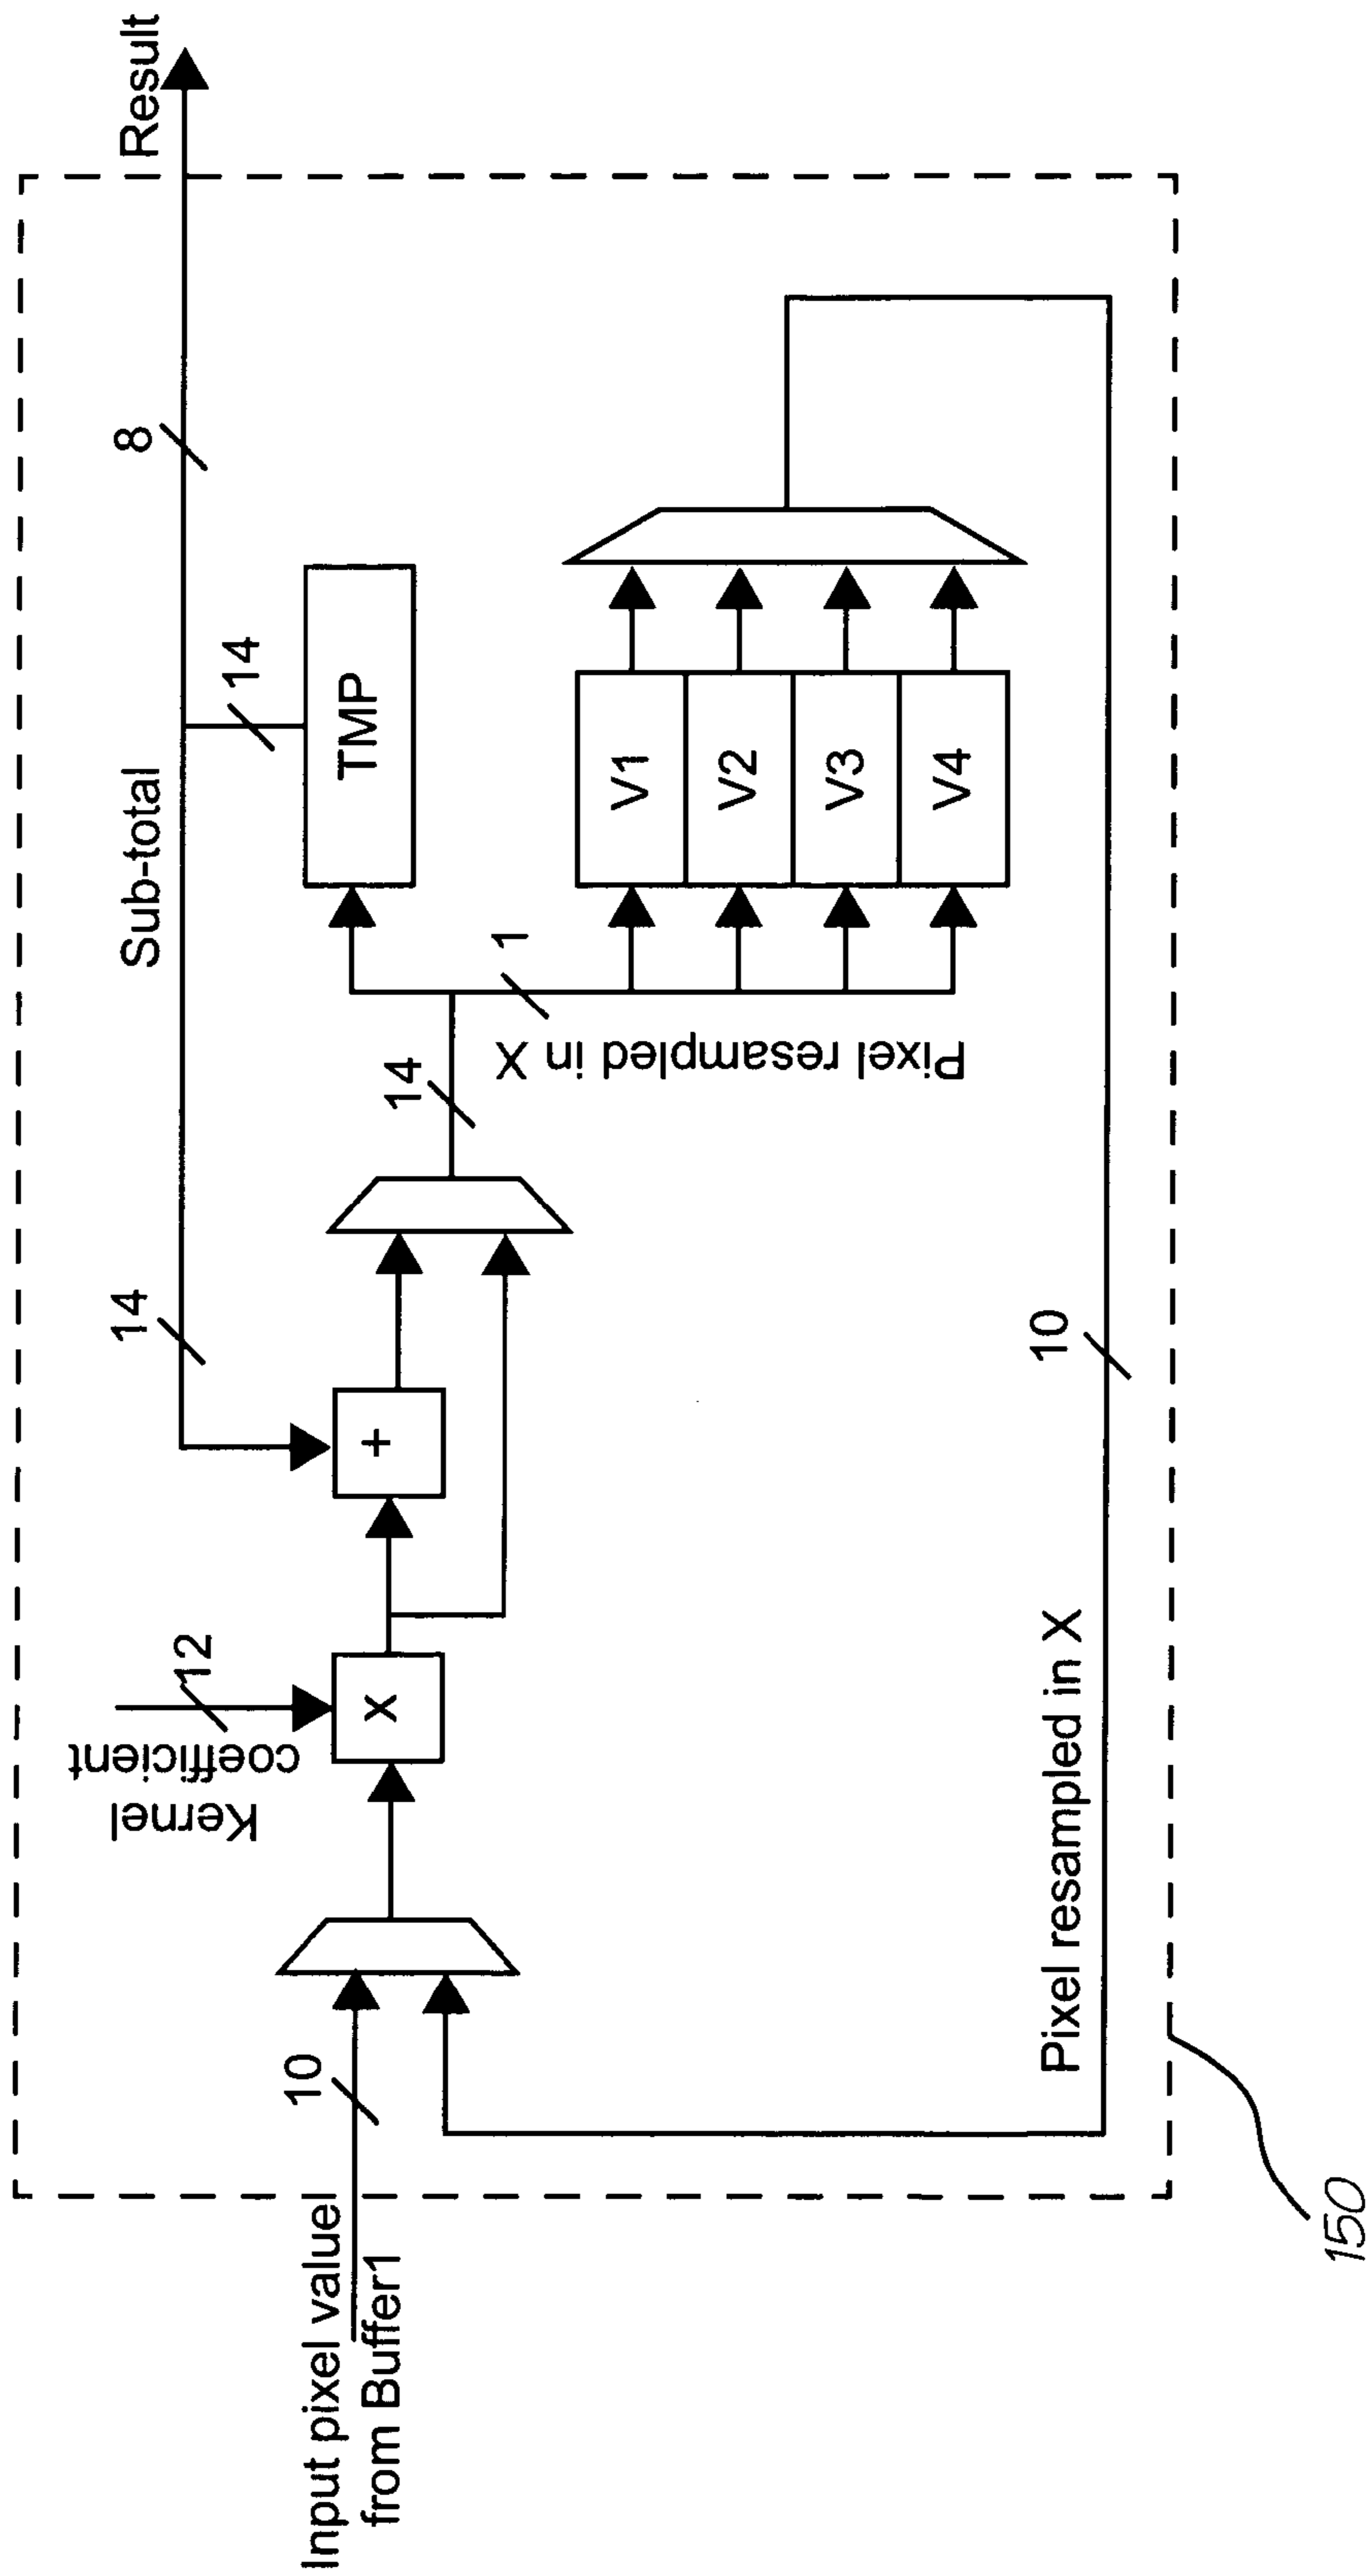 Input pixel value
from Buffer1
10
Kernel
coefficient
12
X
+
14
Sub-total
14
Pixel resampled in X
1
14
TMP
8
Result
V1
V2
V3
V4
Pixel resampled in X
10
150